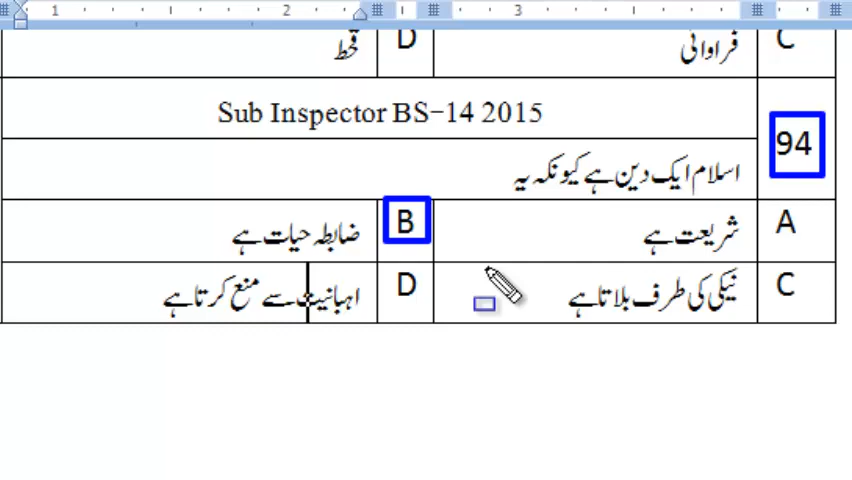 1 2 3
C فراوانی D قحط
94 Sub Inspector BS-14 2015
اسلام ایک دین ہے کیونکہ یہ
A شریعت ہے B ضابطہ حیات ہے
C نیکی کی طرف بلاتا ہے D اہبانیت سے منع کرتا ہے